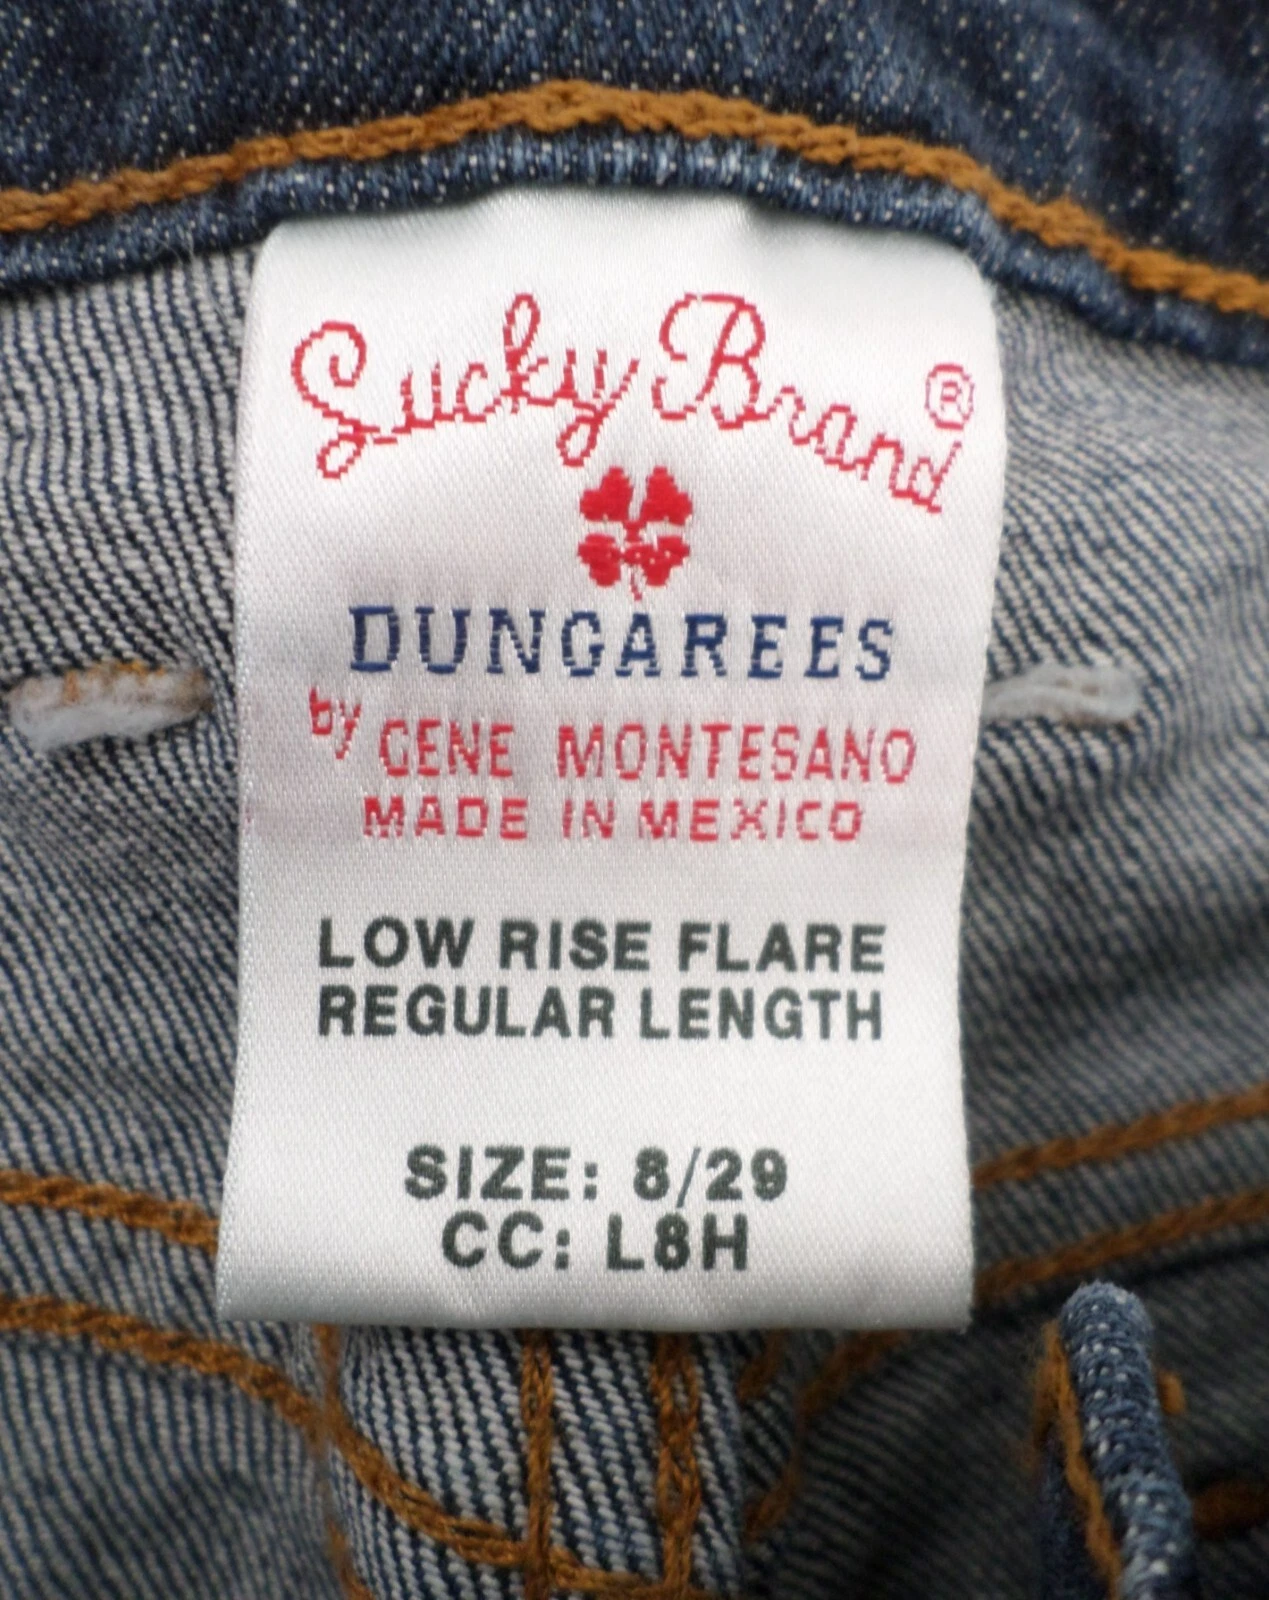 Lucky Brand®
DUNGAREES
by GENE MONTESANO
MADE IN MEXICO
LOW RISE FLARE
REGULAR LENGTH
SIZE: 8/29
CC: L8H